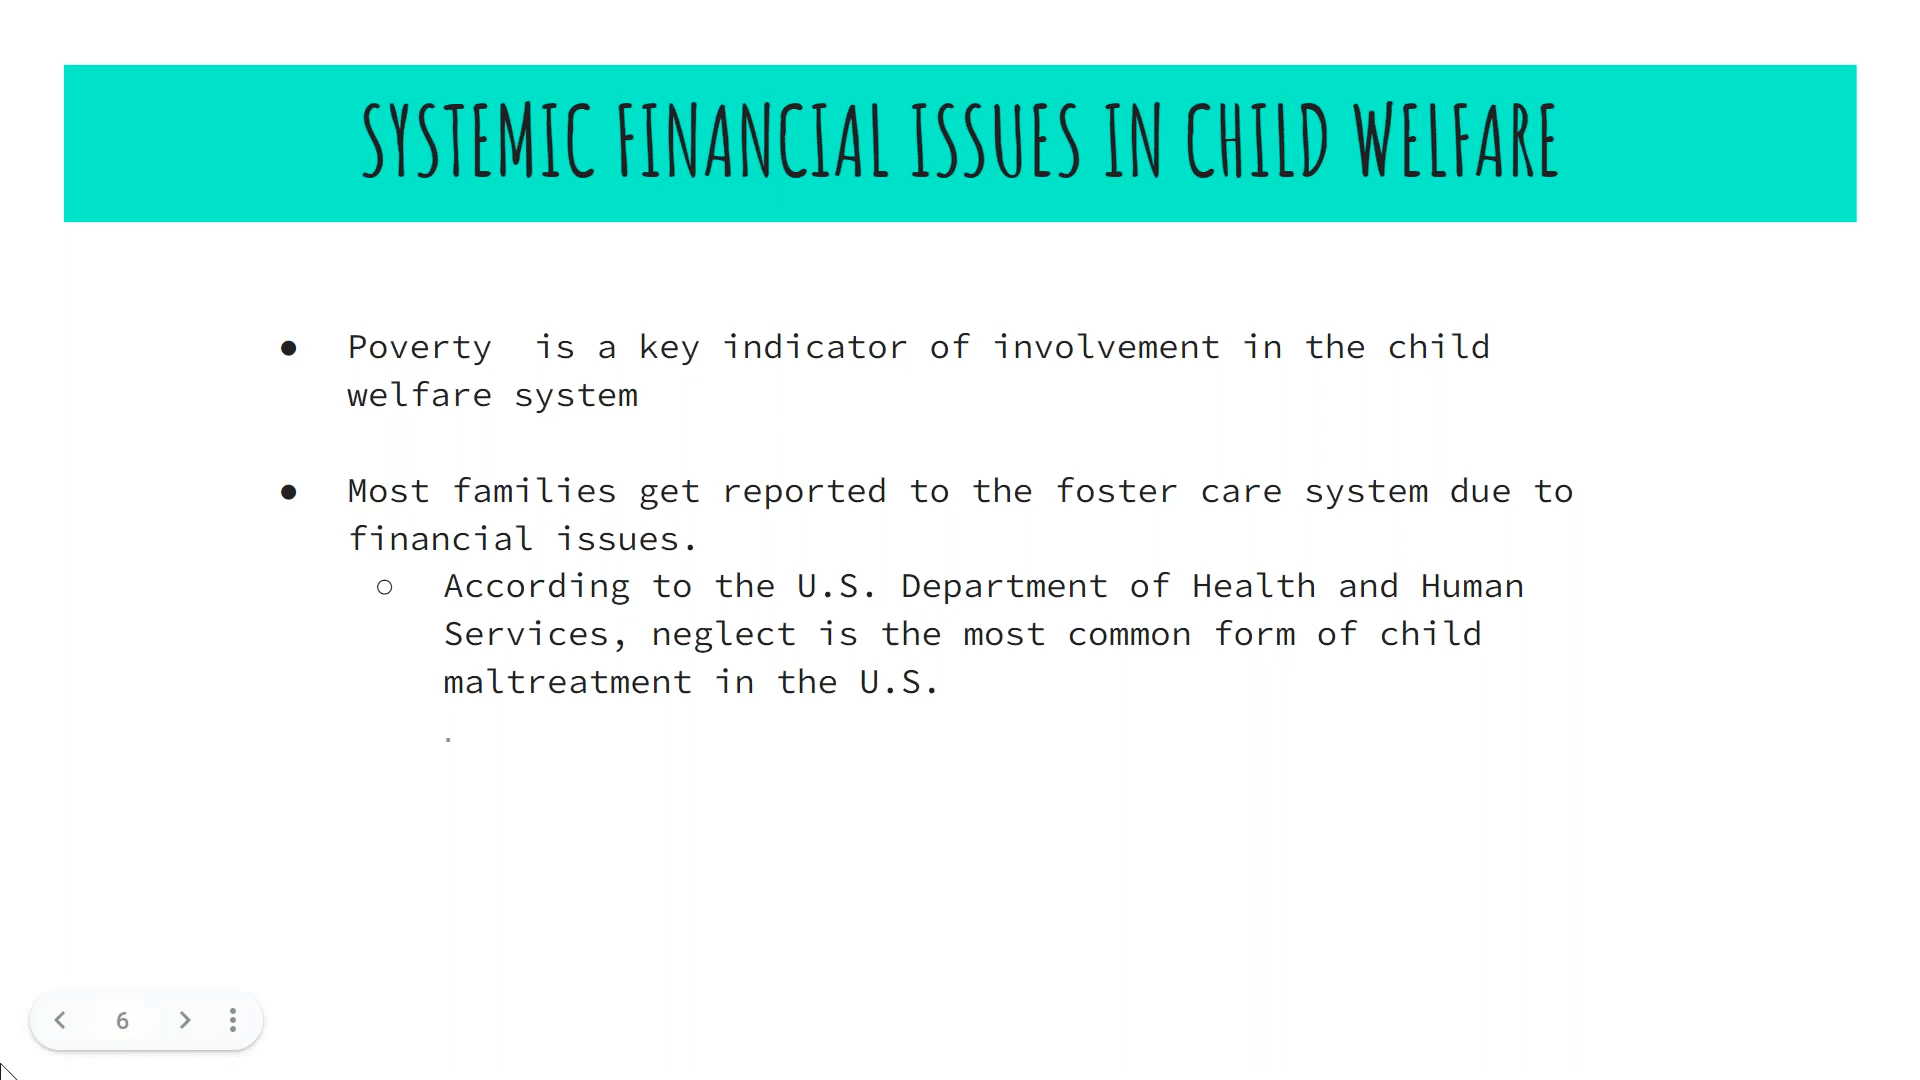 SYSTEMIC FINANCIAL ISSUES IN CHILD WELFARE
● Poverty  is a key indicator of involvement in the child
welfare system
● Most families get reported to the foster care system due to
financial issues.
○ According to the U.S. Department of Health and Human
Services, neglect is the most common form of child
maltreatment in the U.S.
.
6